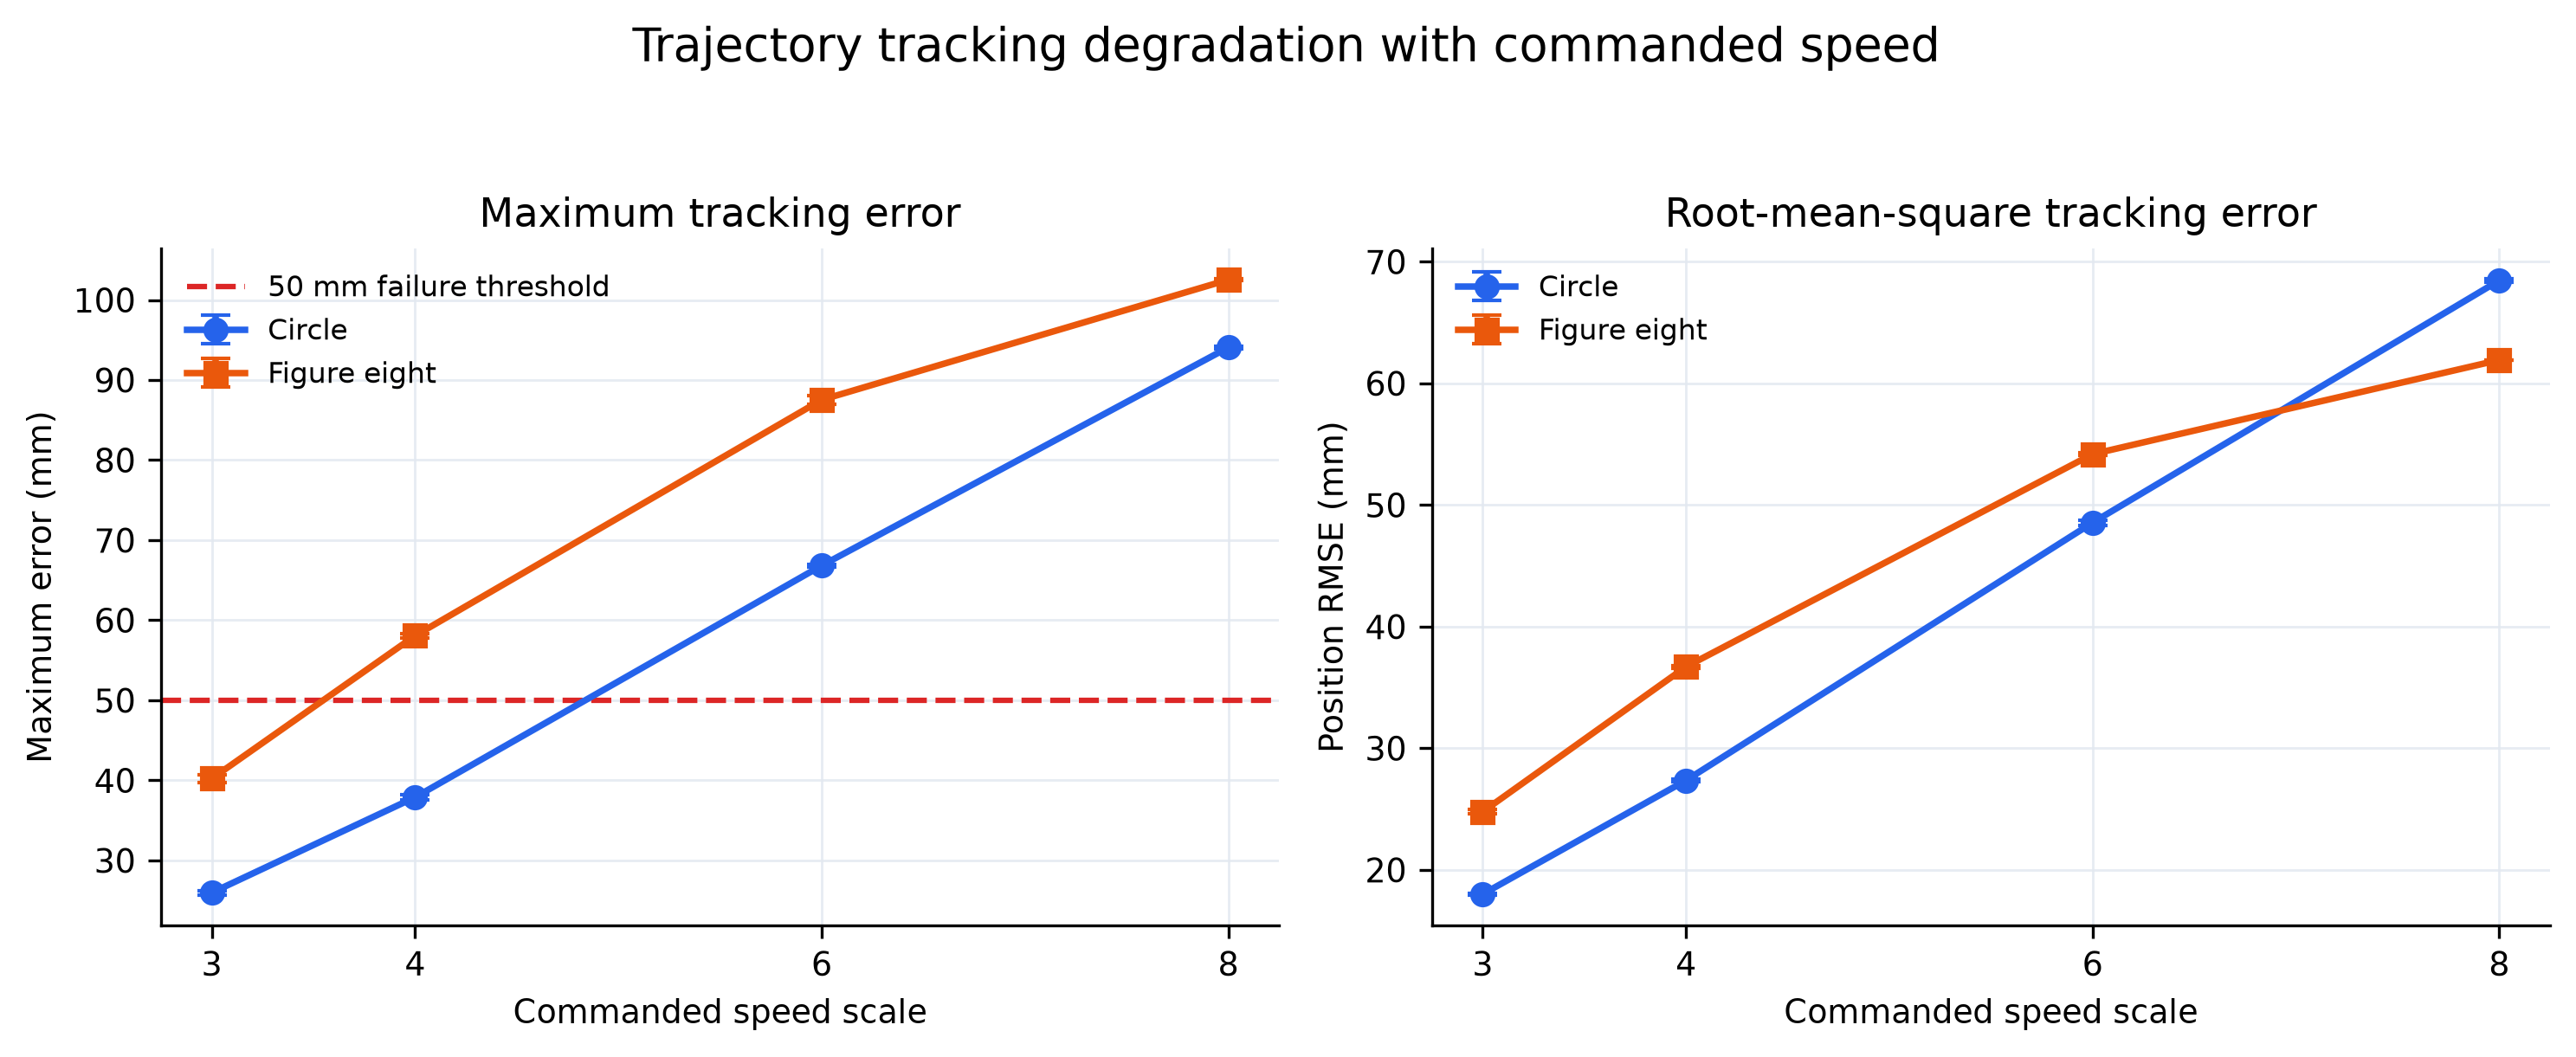 Trajectory tracking degradation with commanded speed
Maximum tracking error
Maximum error (mm)
100
90
80
70
60
50
40
30
50 mm failure threshold
Circle
Figure eight
3 4 6 8
Commanded speed scale
Root-mean-square tracking error
Position RMSE (mm)
70
60
50
40
30
20
Circle
Figure eight
3 4 6 8
Commanded speed scale